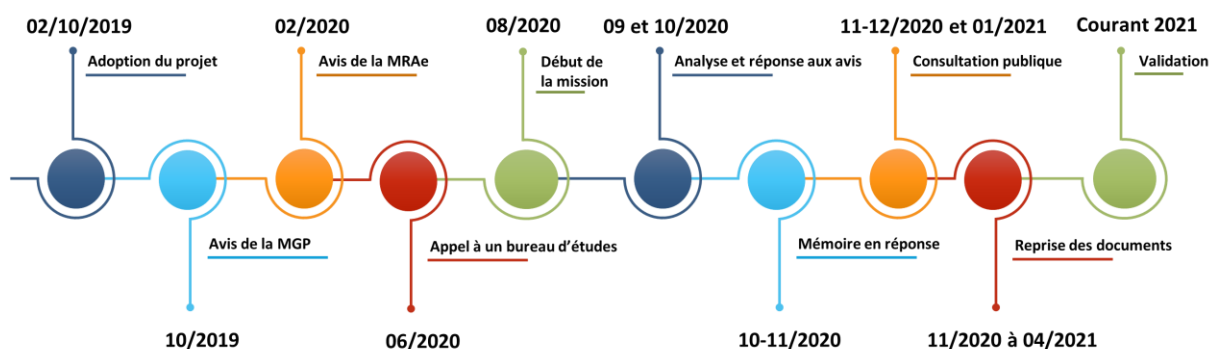 02/10/2019
02/2020
08/2020
09 et 10/2020
11-12/2020 et 01/2021
Courant 2021
Adoption du projet
Avis de la MRAe
Début de
la mission
Analyse et réponse aux avis
Consultation publique
Validation
Avis de la MGP
Appel à un bureau d’études
Mémoire en réponse
Reprise des documents
10/2019
06/2020
10-11/2020
11/2020 à 04/2021